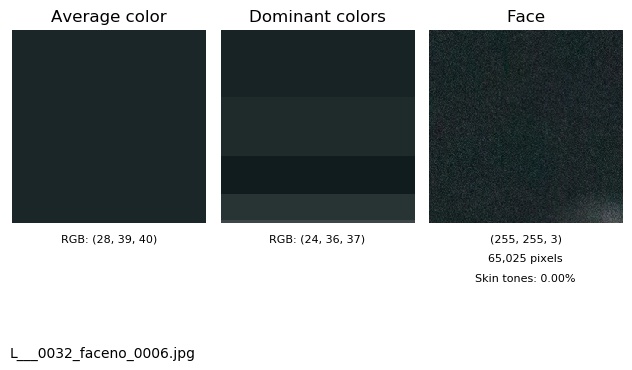 Average color
Dominant colors
Face
RGB: (28, 39, 40)
RGB: (24, 36, 37)
(255, 255, 3)
65,025 pixels
Skin tones: 0.00%
L___0032_faceno_0006.jpg